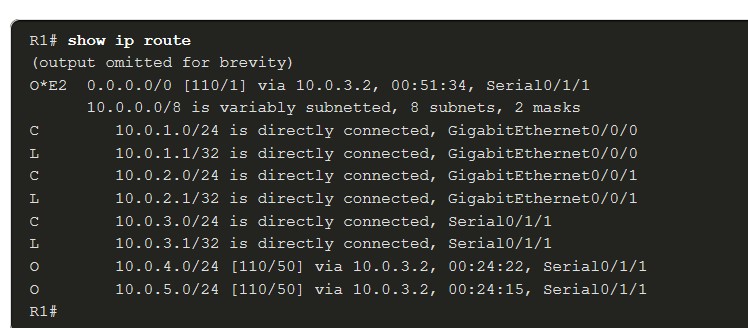 R1# show ip route
(output omitted for brevity)
O*E2  0.0.0.0/0 [110/1] via 10.0.3.2, 00:51:34, Serial0/1/1
      10.0.0.0/8 is variably subnetted, 8 subnets, 2 masks
C        10.0.1.0/24 is directly connected, GigabitEthernet0/0/0
L        10.0.1.1/32 is directly connected, GigabitEthernet0/0/0
C        10.0.2.0/24 is directly connected, GigabitEthernet0/0/1
L        10.0.2.1/32 is directly connected, GigabitEthernet0/0/1
C        10.0.3.0/24 is directly connected, Serial0/1/1
L        10.0.3.1/32 is directly connected, Serial0/1/1
O        10.0.4.0/24 [110/50] via 10.0.3.2, 00:24:22, Serial0/1/1
O        10.0.5.0/24 [110/50] via 10.0.3.2, 00:24:15, Serial0/1/1
R1#